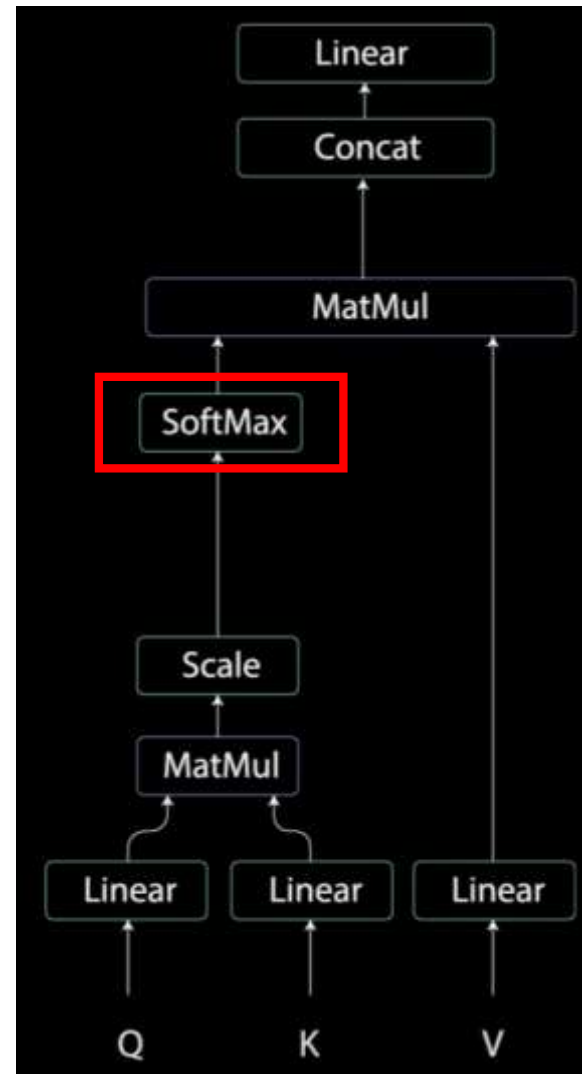 Linear
Concat
MatMul
SoftMax
Scale
MatMul
Linear Linear Linear
Q K V